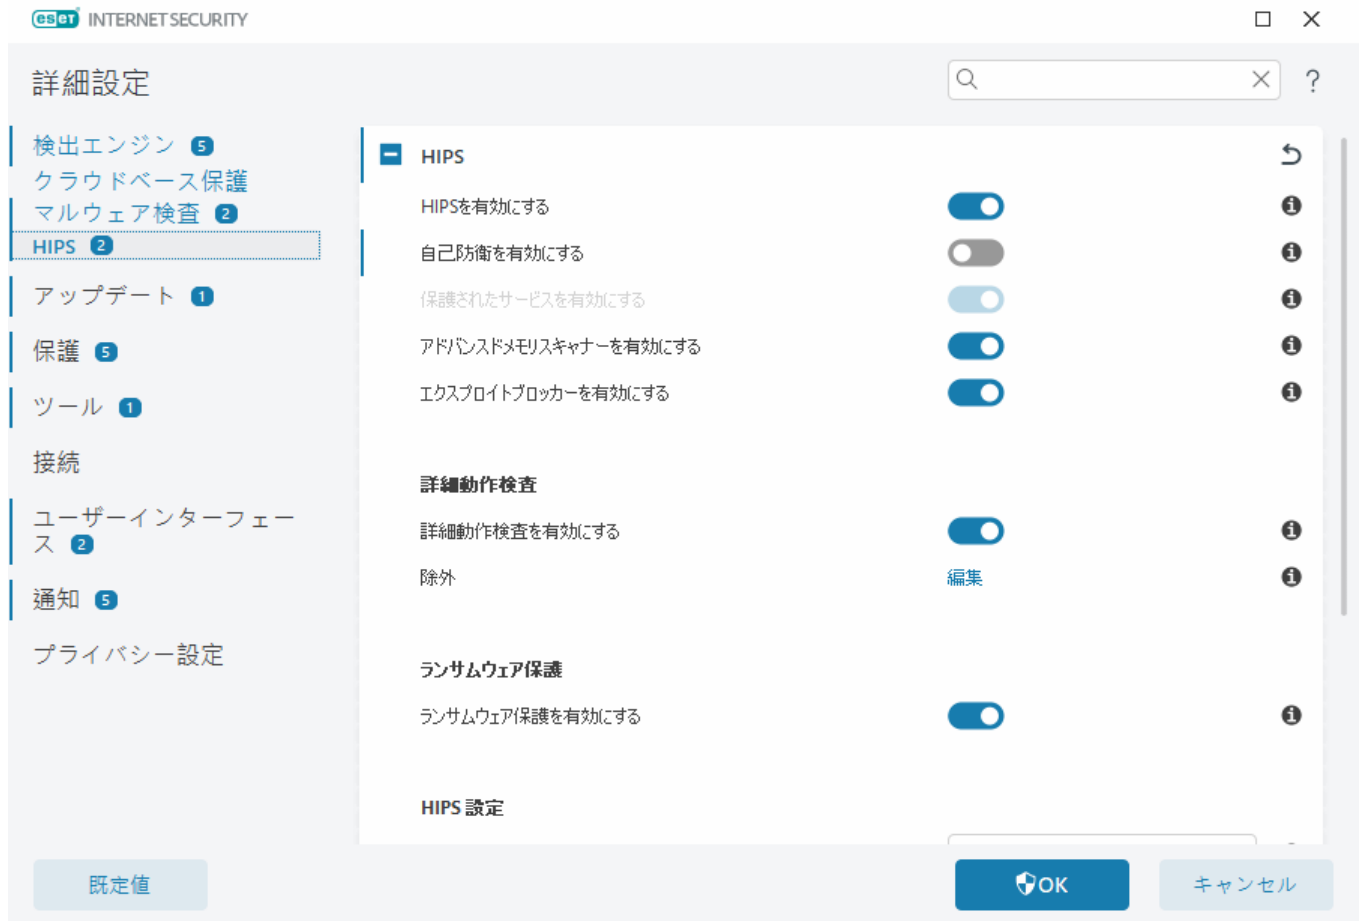 eset INTERNET SECURITY
詳細設定
?
検出エンジン 5
クラウドベース保護
マルウェア検査 2
HIPS 2
アップデート 1
保護 5
ツール 1
接続
ユーザーインターフェー
ス 2
通知 5
プライバシー設定
HIPS
HIPSを有効にする
自己防衛を有効にする
保護されたサービスを有効にする
アドバンスドメモリスキャナーを有効にする
エクスプロイトブロッカーを有効にする
詳細動作検査
詳細動作検査を有効にする
除外 編集
ランサムウェア保護
ランサムウェア保護を有効にする
HIPS 設定
既定値
OK
キャンセル